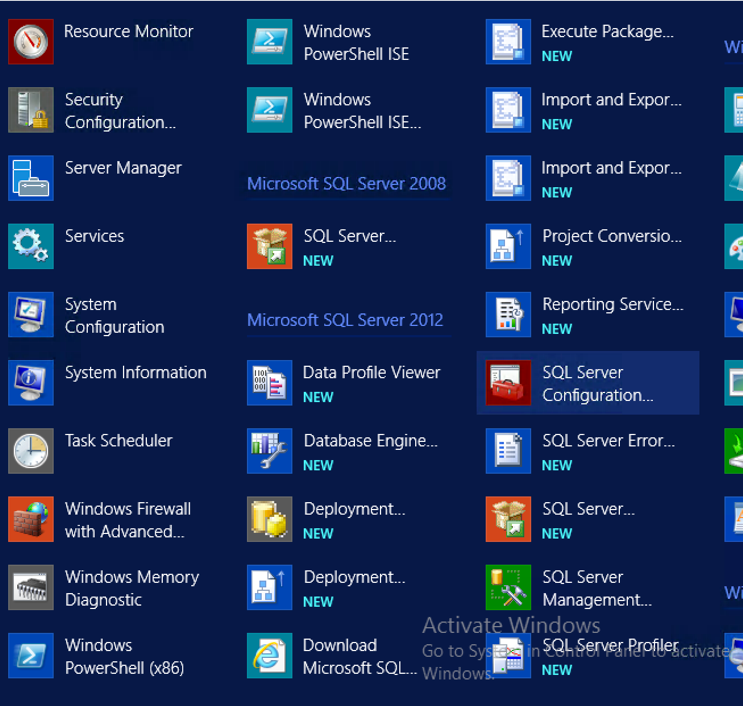 Resource Monitor
Security
Configuration...
Server Manager
Services
System
Configuration
System Information
Task Scheduler
Windows Firewall
with Advanced...
Windows Memory
Diagnostic
Windows
PowerShell (x86)
Windows
PowerShell ISE
Windows
PowerShell ISE...
Microsoft SQL Server 2008
SQL Server...
NEW
Microsoft SQL Server 2012
Data Profile Viewer
NEW
Database Engine...
NEW
Deployment...
NEW
Deployment...
NEW
Download
Microsoft SQL...
Execute Package...
NEW
Import and Expor...
NEW
Import and Expor...
NEW
Project Conversio...
NEW
Reporting Service...
NEW
SQL Server
Configuration...
SQL Server Error...
NEW
SQL Server...
NEW
SQL Server
Management...
SQL Server Profiler
NEW
Wi
Wi
Activate Windows
Go to System in Control Panel to activate
Windows.